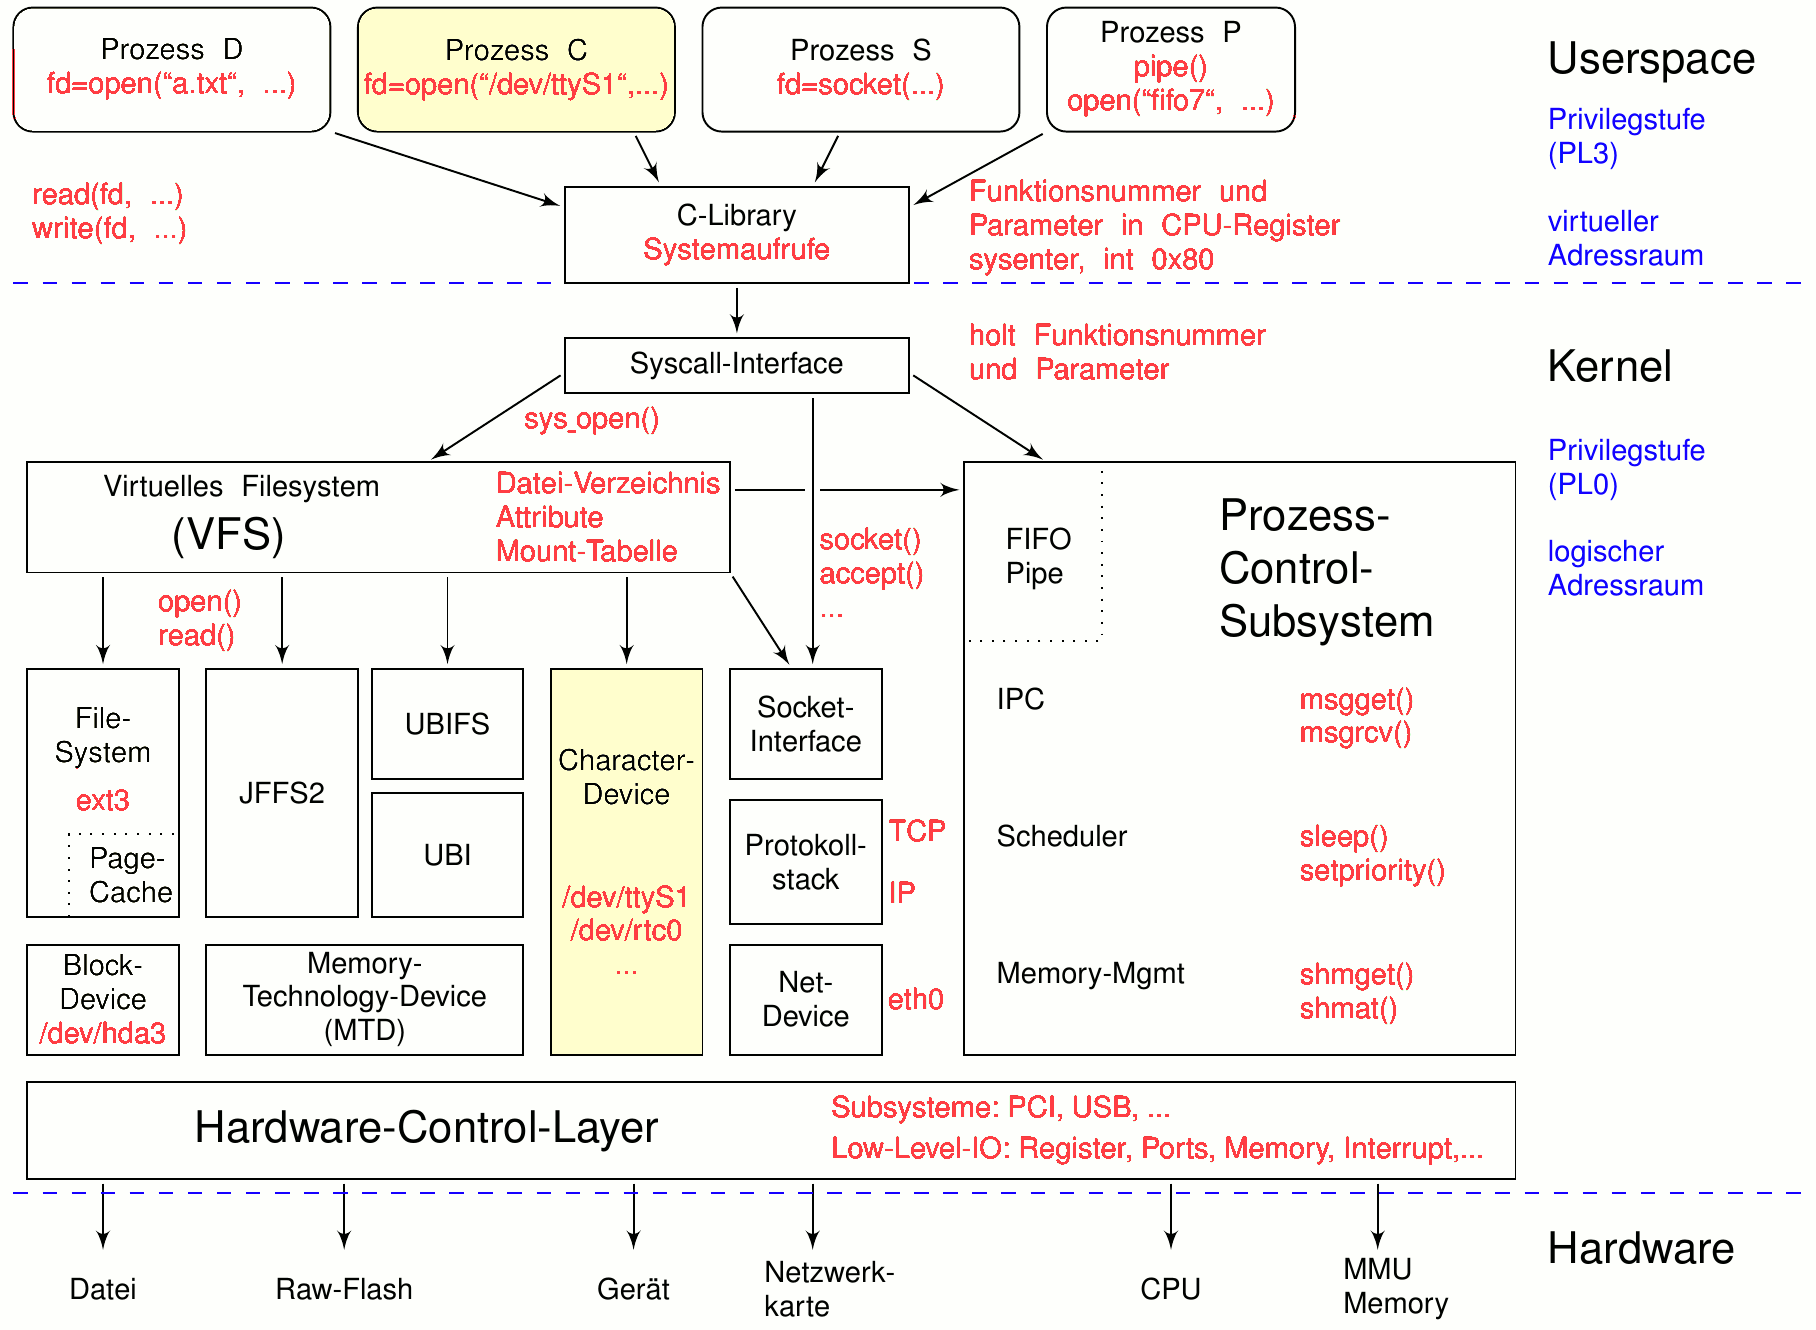 Prozess D
fd=open("a.txt", ...)
Prozess C
fd=open("/dev/ttyS1",...)
Prozess S
fd=socket(...)
Prozess P
pipe()
open("fifo7", ...)
Userspace
Privilegstufe
(PL3)
virtueller
Adressraum
read(fd, ...)
write(fd, ...)
C-Library
Systemaufrufe
Funktionsnummer und
Parameter in CPU-Register
sysenter, int 0x80
Syscall-Interface
holt Funktionsnummer
und Parameter
Kernel
Privilegstufe
(PL0)
logischer
Adressraum
sys_open()
Virtuelles Filesystem
(VFS)
Datei-Verzeichnis
Attribute
Mount-Tabelle
socket()
accept()
...
FIFO
Pipe
Prozess-
Control-
Subsystem
open()
read()
File-
System
ext3
Page-
Cache
JFFS2
UBIFS
UBI
Character-
Device
/dev/ttyS1
/dev/rtc0
...
Socket-
Interface
Protokoll-
stack
TCP
IP
IPC
msgget()
msgrcv()
Scheduler
sleep()
setpriority()
Memory-Mgmt
shmget()
shmat()
Block-
Device
/dev/hda3
Memory-
Technology-Device
(MTD)
Net-
Device
eth0
Hardware-Control-Layer
Subsysteme: PCI, USB, ...
Low-Level-IO: Register, Ports, Memory, Interrupt,...
Datei
Raw-Flash
Gerät
Netzwerk-
karte
CPU
MMU
Memory
Hardware